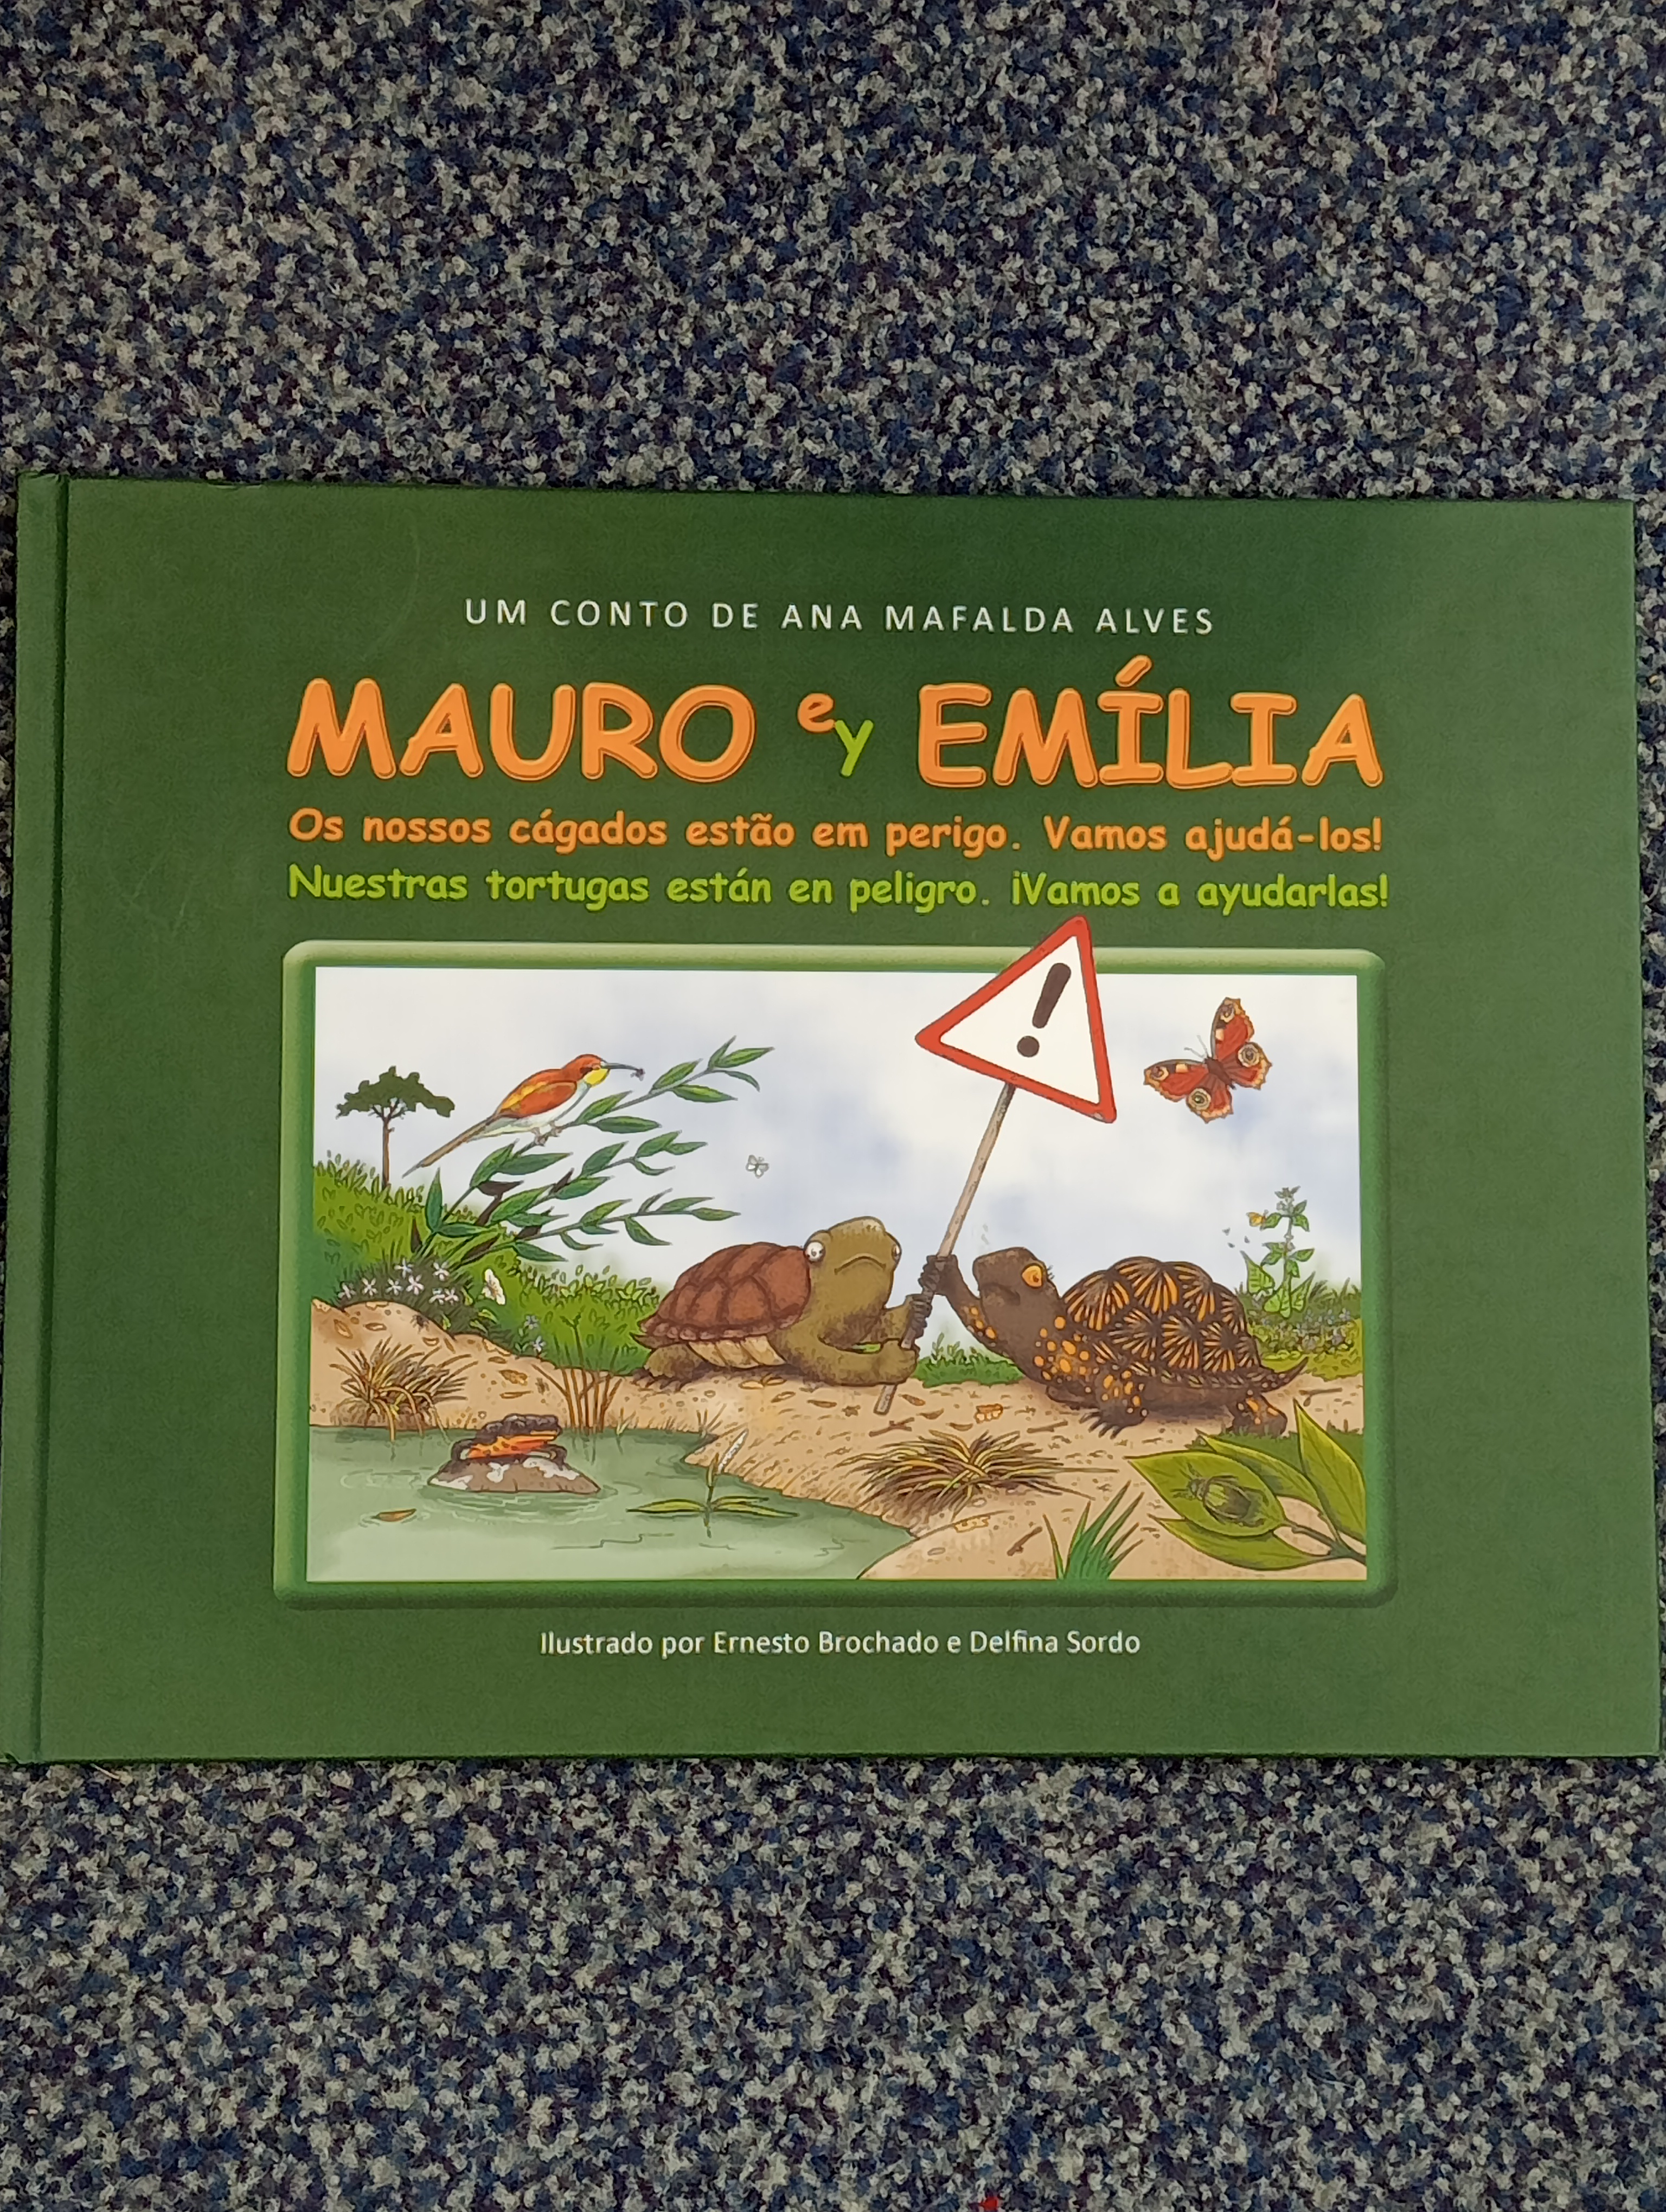 UM CONTO DE ANA MAFALDA ALVES
MAURO e y EMÍLIA
Os nossos cágados estão em perigo. Vamos ajudá-los!
Nuestras tortugas están en peligro. ¡Vamos a ayudarlas!
!
Ilustrado por Ernesto Brochado e Delfina Sordo